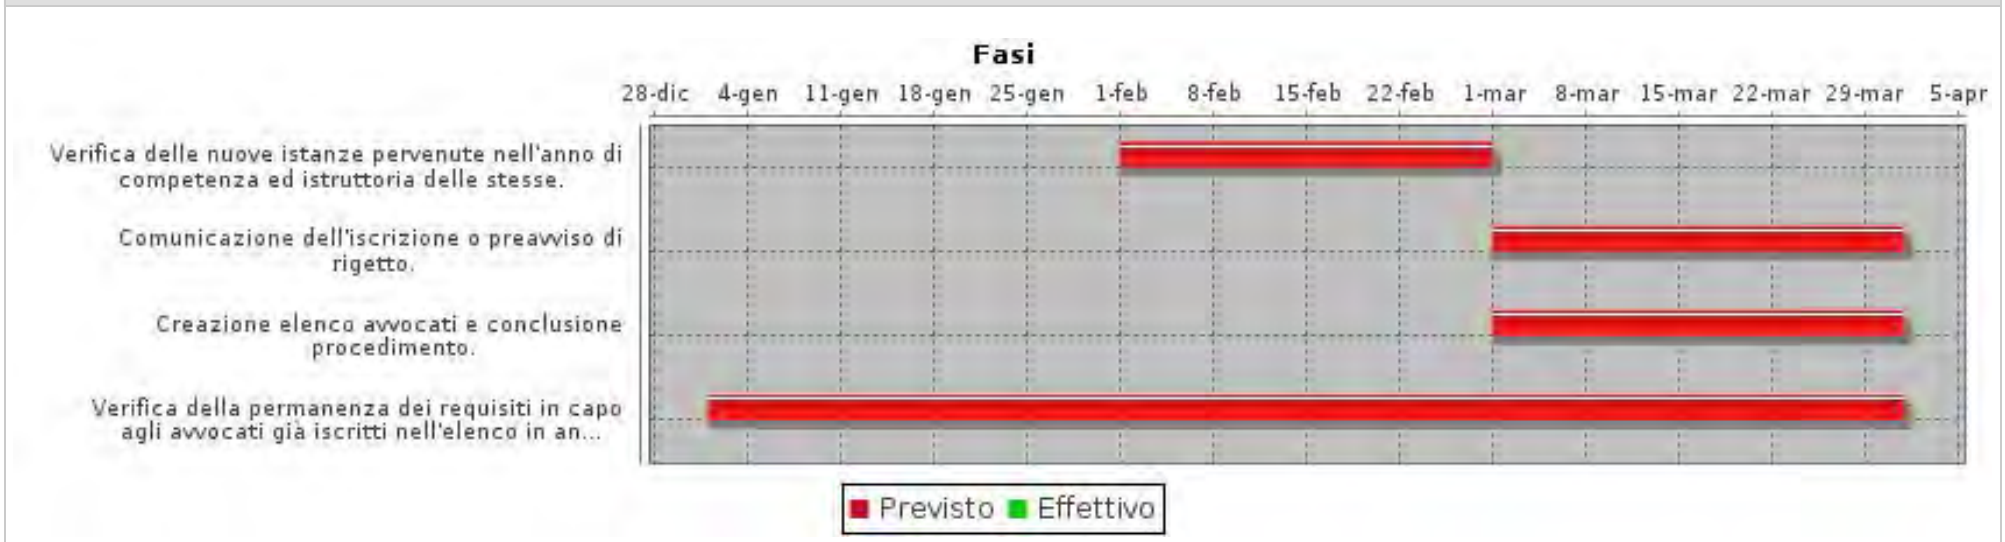 Fasi
28-dic 4-gen 11-gen 18-gen 25-gen 1-feb 8-feb 15-feb 22-feb 1-mar 8-mar 15-mar 22-mar 29-mar 5-apr
Verifica delle nuove istanze pervenute nell'anno di
competenza ed istruttoria delle stesse.
Comunicazione dell'iscrizione o preavviso di
rigetto.
Creazione elenco avvocati e conclusione
procedimento.
Verifica della permanenza dei requisiti in capo
agli avvocati già iscritti nell'elenco in an...
Previsto Effettivo